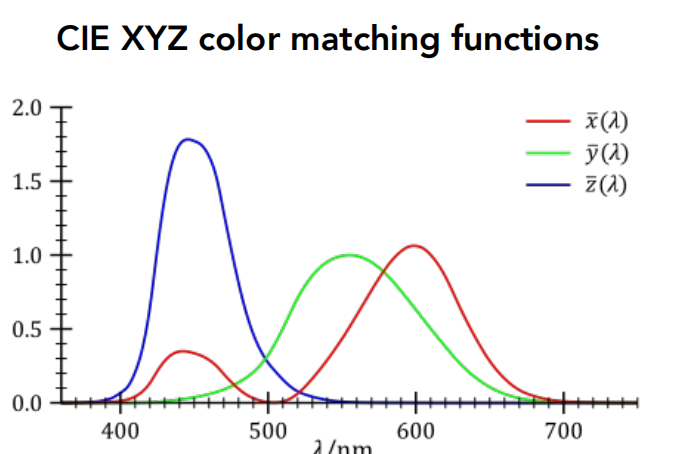 CIE XYZ color matching functions
2.0
x̄(λ)
ȳ(λ)
z̄(λ)
1.5
1.0
0.5
0.0
400 500 600 700
λ/nm